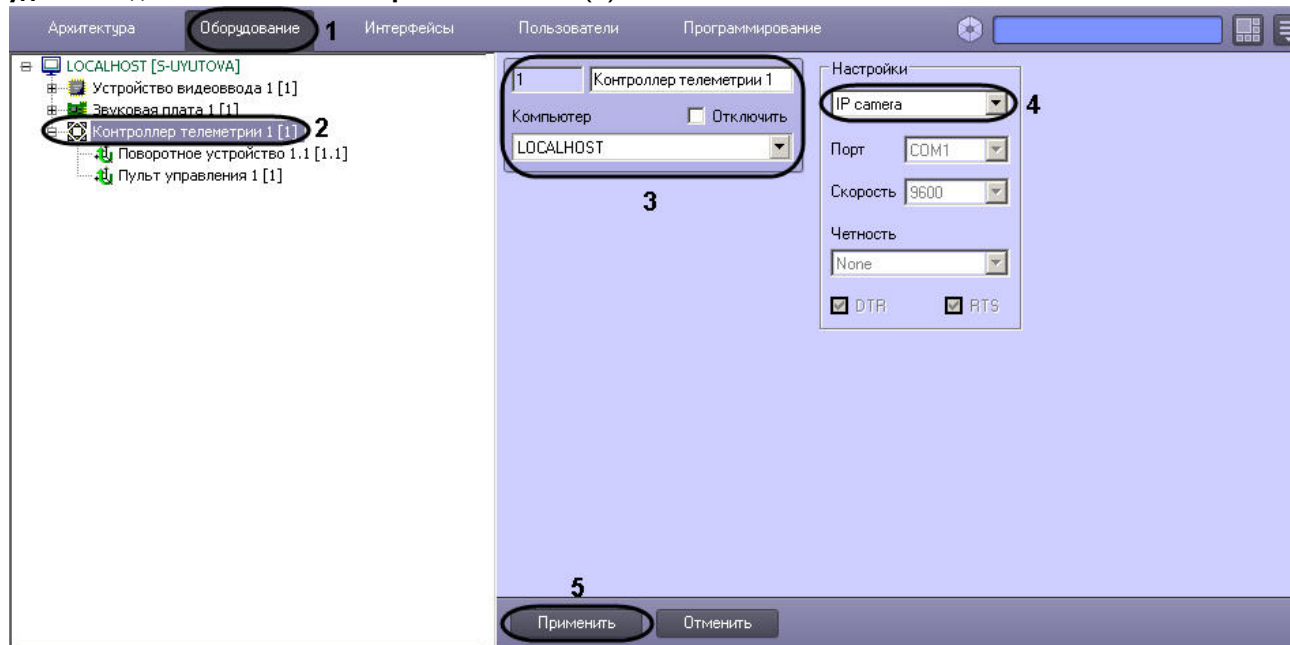 Архитектура Оборудование 1 Интерфейсы Пользователи Программирование
LOCALHOST [S-UYUTOVA]
Устройство видеоввода 1 [1]
Звуковая плата 1 [1]
Контроллер телеметрии 1 [1] 2
Поворотное устройство 1.1 [1.1]
Пульт управления 1 [1]
1 Контроллер телеметрии 1
Компьютер Отключить
LOCALHOST
3
Настройки
IP camera 4
Порт COM1
Скорость 9600
Четность
None
DTR RTS
5
Применить Отменить